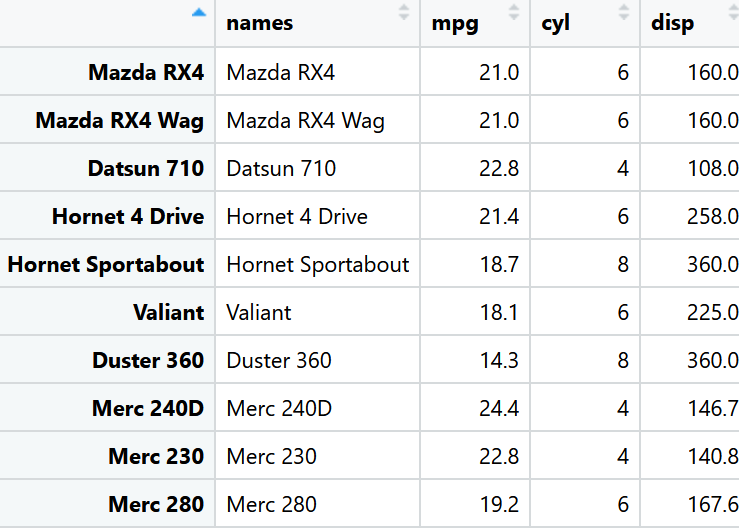 names mpg cyl disp
Mazda RX4 Mazda RX4 21.0 6 160.0
Mazda RX4 Wag Mazda RX4 Wag 21.0 6 160.0
Datsun 710 Datsun 710 22.8 4 108.0
Hornet 4 Drive Hornet 4 Drive 21.4 6 258.0
Hornet Sportabout Hornet Sportabout 18.7 8 360.0
Valiant Valiant 18.1 6 225.0
Duster 360 Duster 360 14.3 8 360.0
Merc 240D Merc 240D 24.4 4 146.7
Merc 230 Merc 230 22.8 4 140.8
Merc 280 Merc 280 19.2 6 167.6